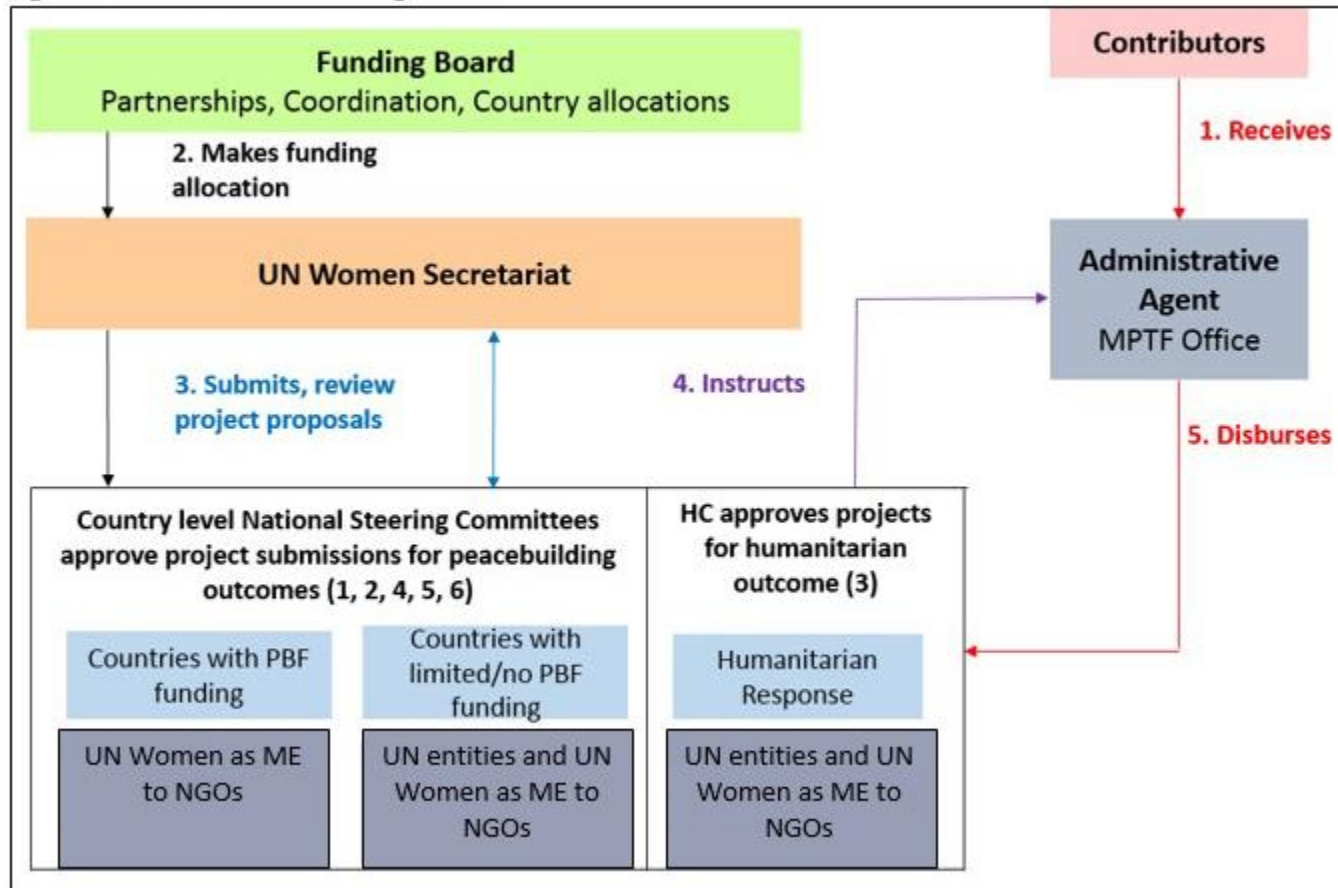 Funding Board
Partnerships, Coordination, Country allocations
Contributors
1. Receives
2. Makes funding
allocation
UN Women Secretariat
Administrative
Agent
MPTF Office
3. Submits, review
project proposals
4. Instructs
5. Disburses
Country level National Steering Committees
approve project submissions for peacebuilding
outcomes (1, 2, 4, 5, 6)
HC approves projects
for humanitarian
outcome (3)
Countries with PBF
funding
Countries with
limited/no PBF
funding
Humanitarian
Response
UN Women as ME
to NGOs
UN entities and UN
Women as ME to
NGOs
UN entities and UN
Women as ME to
NGOs